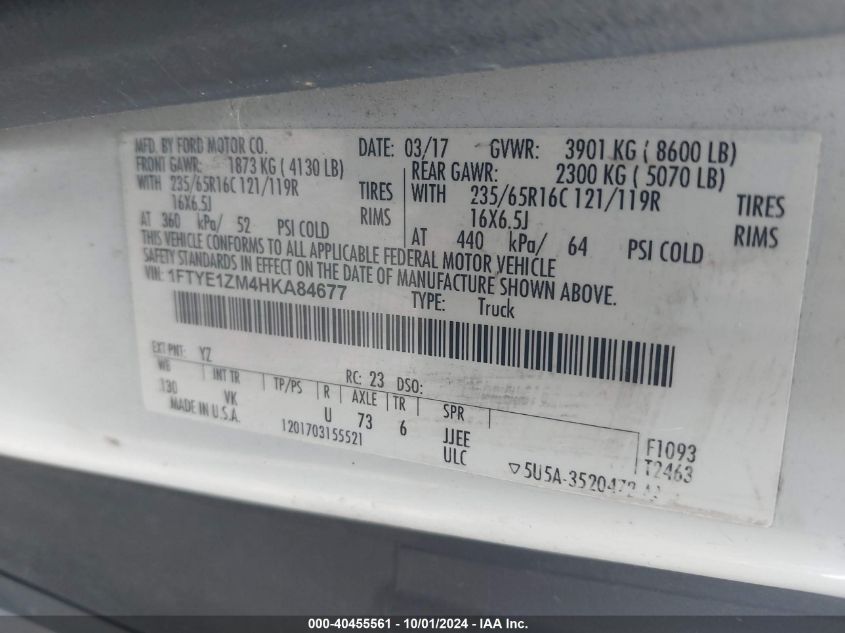 MFD. BY FORD MOTOR CO. DATE: 03/17 GVWR: 3901 KG ( 8600 LB)
FRONT GAWR: 1873 KG ( 4130 LB) REAR GAWR: 2300 KG ( 5070 LB)
WITH 235/65R16C 121/119R TIRES WITH 235/65R16C 121/119R TIRES
16X6.5J RIMS 16X6.5J RIMS
AT 360 kPa/ 52 PSI COLD AT 440 kPa/ 64 PSI COLD
THIS VEHICLE CONFORMS TO ALL APPLICABLE FEDERAL MOTOR VEHICLE
SAFETY STANDARDS IN EFFECT ON THE DATE OF MANUFACTURE SHOWN ABOVE.
VIN: 1FTYE1ZM4HKA84677 TYPE: Truck
EXT PNT: YZ RC: 23 DSO:
WB INT TR TP/PS R AXLE TR SPR
130 VK U 73 6 JJEE F1093
MADE IN U.S.A. 1201703155521 ULC T2463
▽5U5A-3520472
000-40455561 - 10/01/2024 - IAA Inc.